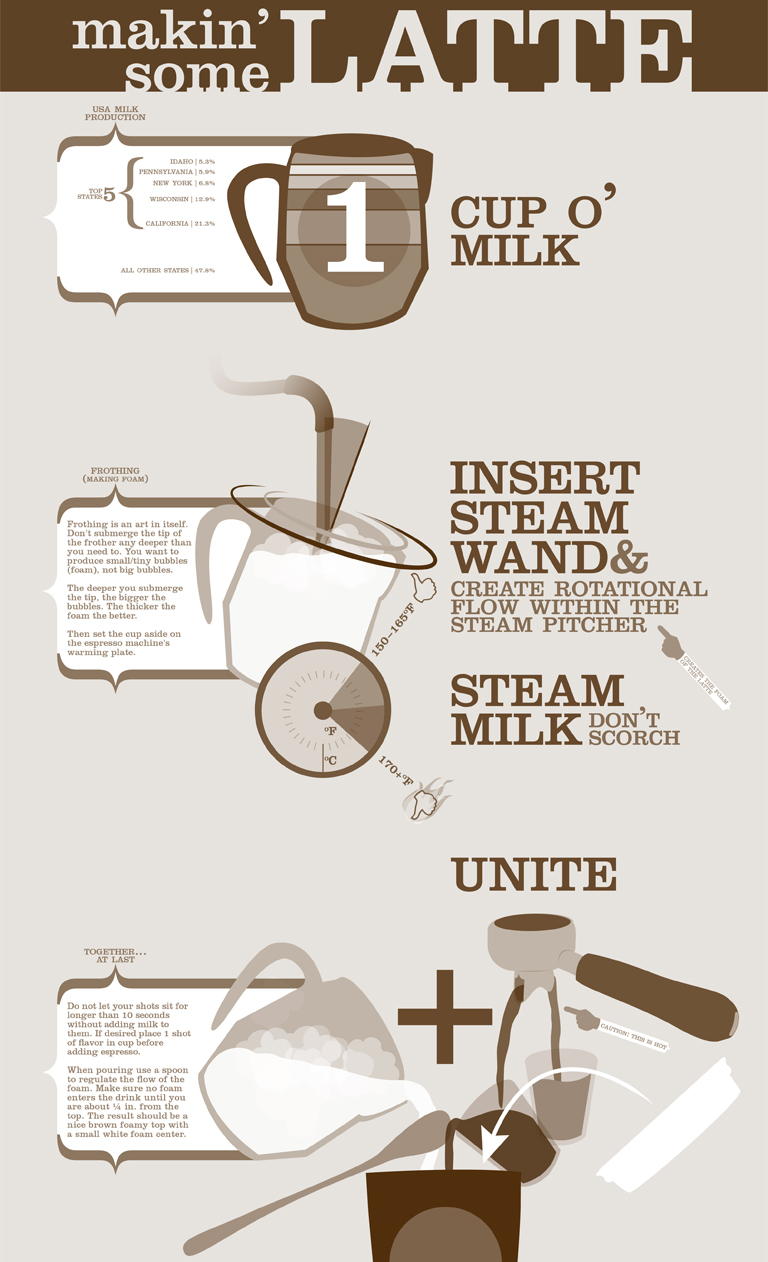 makin'
some LATTE
USA MILK
PRODUCTION
TOP 5
STATES
IDAHO | 5.3%
PENNSYLVANIA | 5.9%
NEW YORK | 6.8%
WISCONSIN | 12.9%
CALIFORNIA | 21.3%
ALL OTHER STATES | 47.8%
1
CUP O'
MILK
FROTHING
(MAKING FOAM)
Frothing is an art in itself.
Don't submerge the tip of
the frother any deeper than
you need to. You want to
produce small/tiny bubbles
(foam), not big bubbles.
The deeper you submerge
the tip, the bigger the
bubbles. The thicker the
foam the better.
Then set the cup aside on
the espresso machine's
warming plate.
INSERT
STEAM
WAND&
CREATE ROTATIONAL
FLOW WITHIN THE
STEAM PITCHER
CREATES THE FOAM
OF THE LATTE
150-165°F
°F
°C
170+°F
STEAM
MILK DON'T
SCORCH
UNITE
TOGETHER...
AT LAST
Do not let your shots sit for
longer than 10 seconds
without adding milk to
them. If desired place 1 shot
of flavor in cup before
adding espresso.
When pouring use a spoon
to regulate the flow of the
foam. Make sure no foam
enters the drink until you
are about ¼ in. from the
top. The result should be a
nice brown foamy top with
a small white foam center.
+
CAUTION: THIS IS HOT